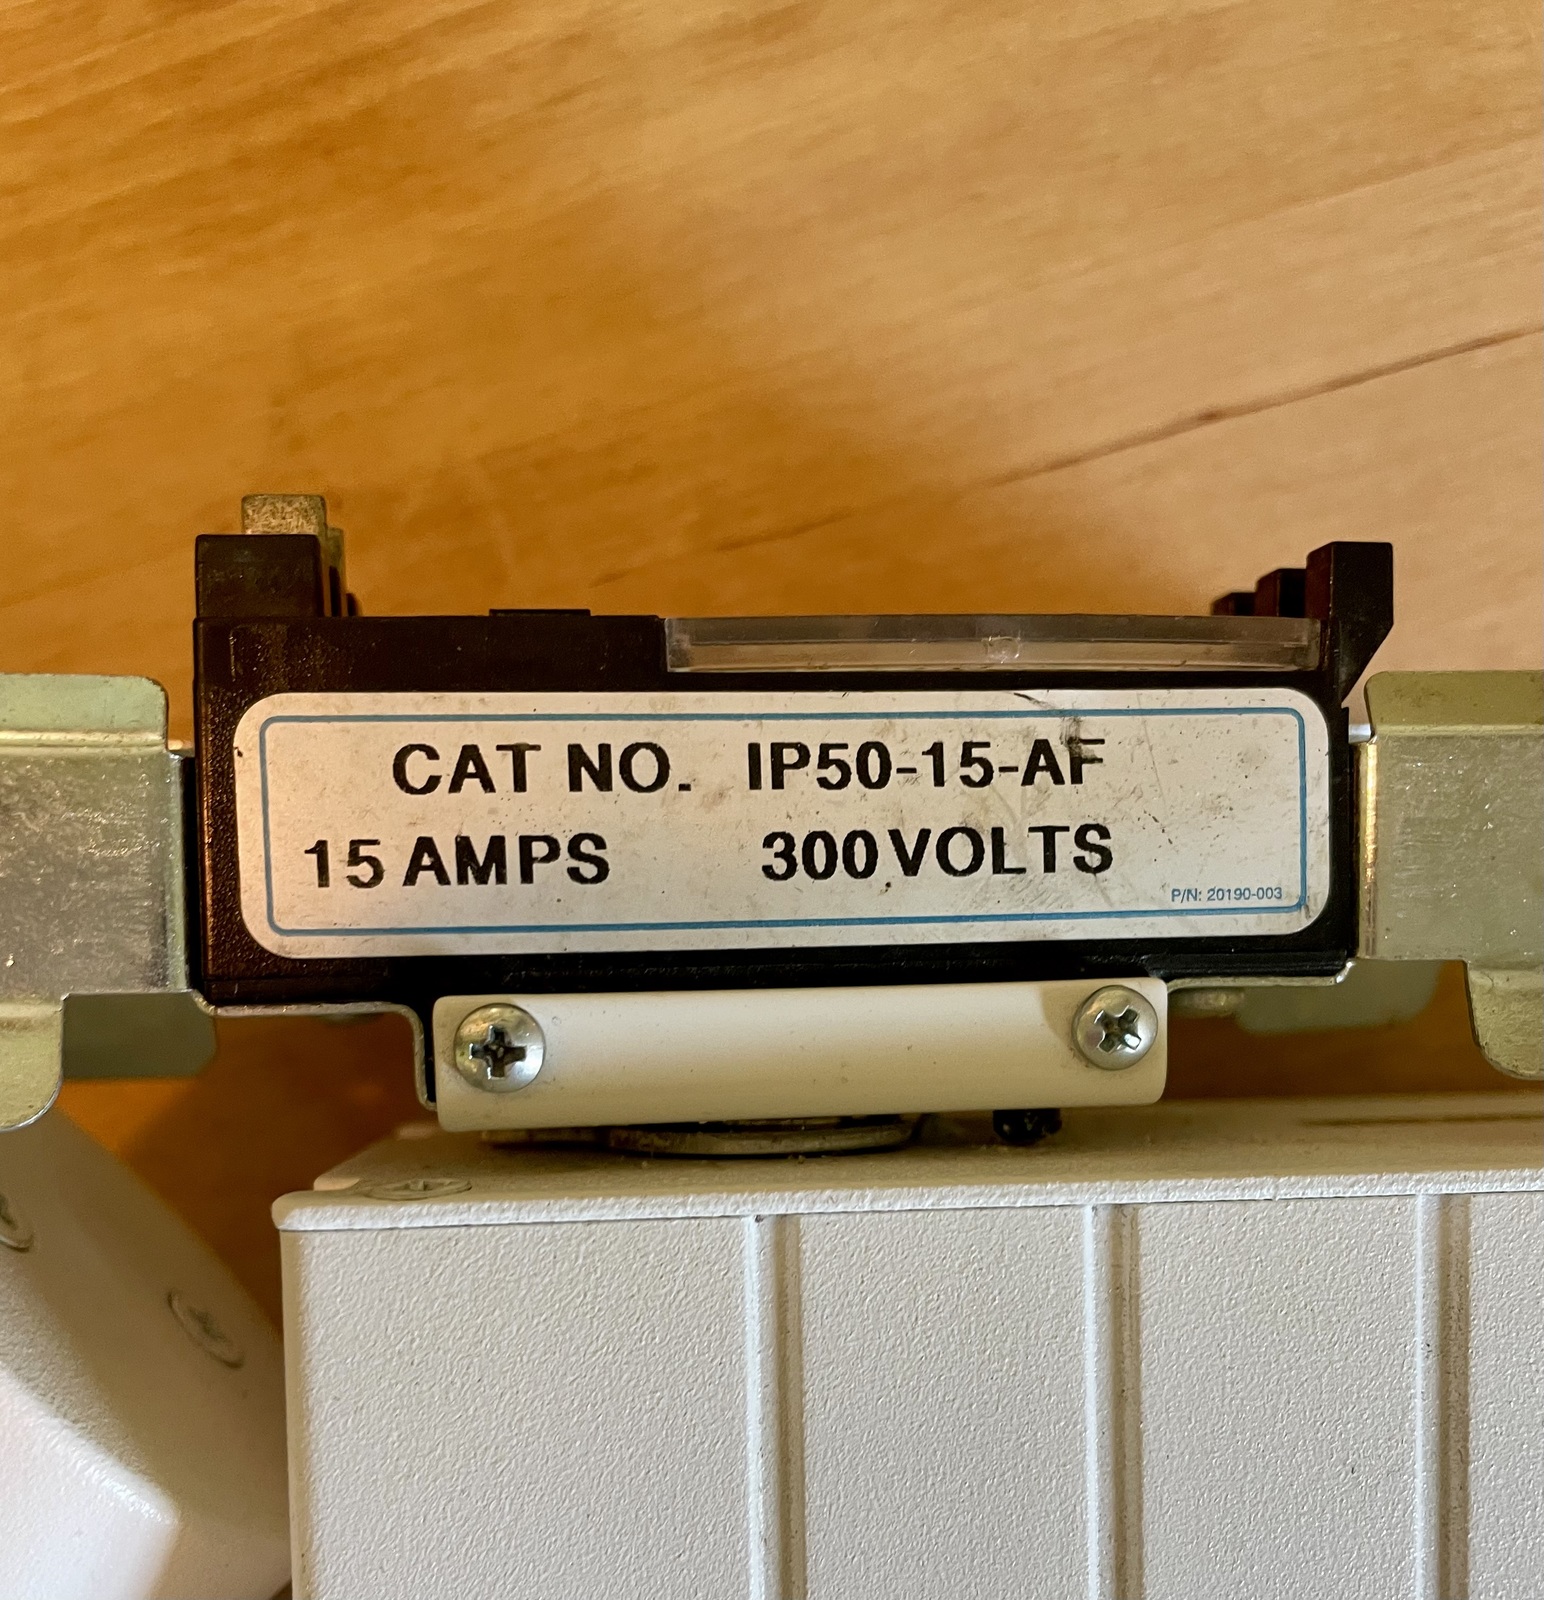 CAT NO. IP50-15-AF
15 AMPS 300 VOLTS
P/N: 20190-003